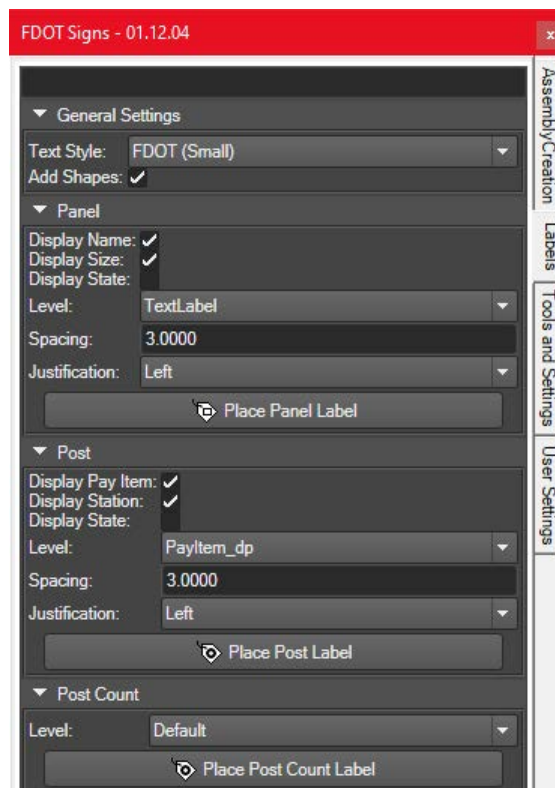 FDOT Signs - 01.12.04
x
General Settings
Text Style: FDOT (Small)
Add Shapes:
Panel
Display Name:
Display Size:
Display State:
Level: TextLabel
Spacing: 3.0000
Justification: Left
Place Panel Label
Post
Display Pay Item:
Display Station:
Display State:
Level: PayItem_dp
Spacing: 3.0000
Justification: Left
Place Post Label
Post Count
Level: Default
Place Post Count Label
AssemblyCreation
Labels
Tools and Settings
User Settings